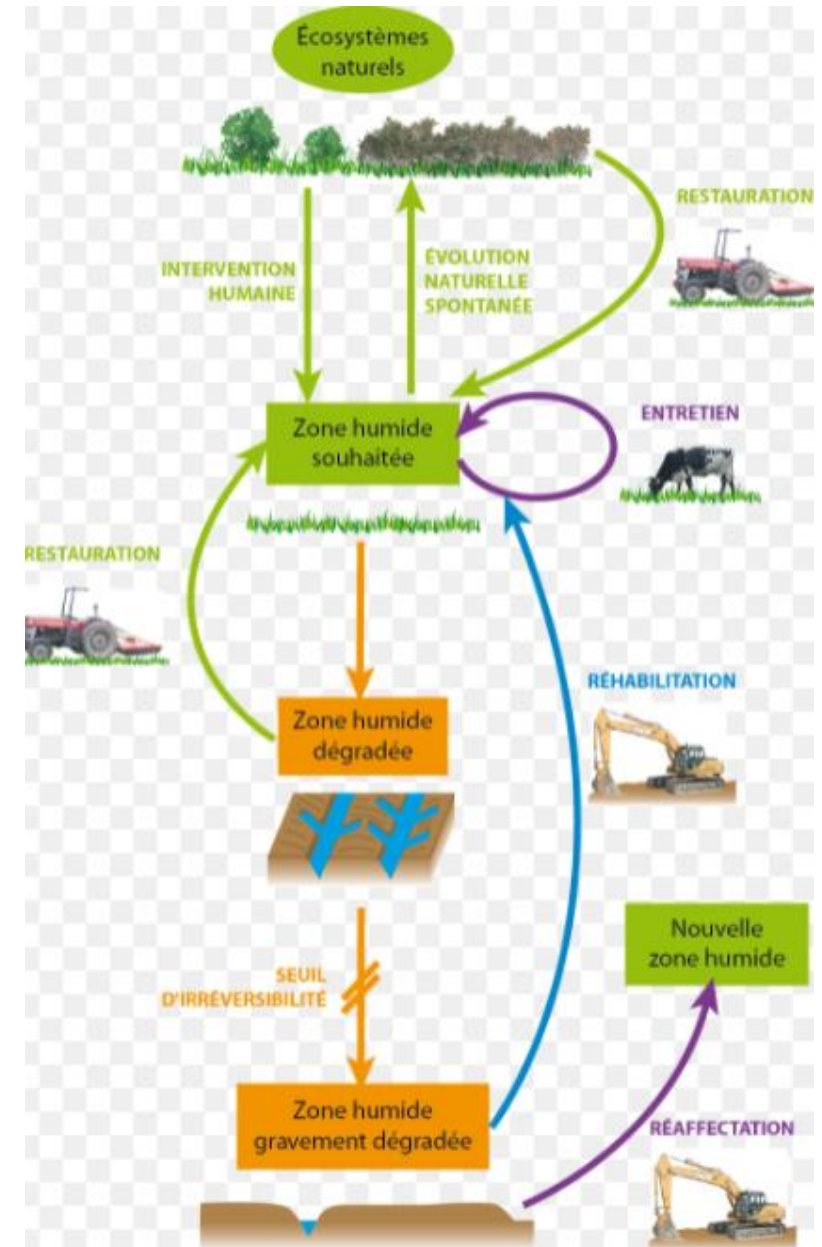 Écosystèmes
naturels
RESTAURATION
INTERVENTION
HUMAINE
ÉVOLUTION
NATURELLE
SPONTANÉE
Zone humide
souhaitée
ENTRETIEN
RESTAURATION
Zone humide
dégradée
RÉHABILITATION
Nouvelle
zone humide
SEUIL
D'IRRÉVERSIBILITÉ
Zone humide
gravement dégradée
RÉAFFECTATION